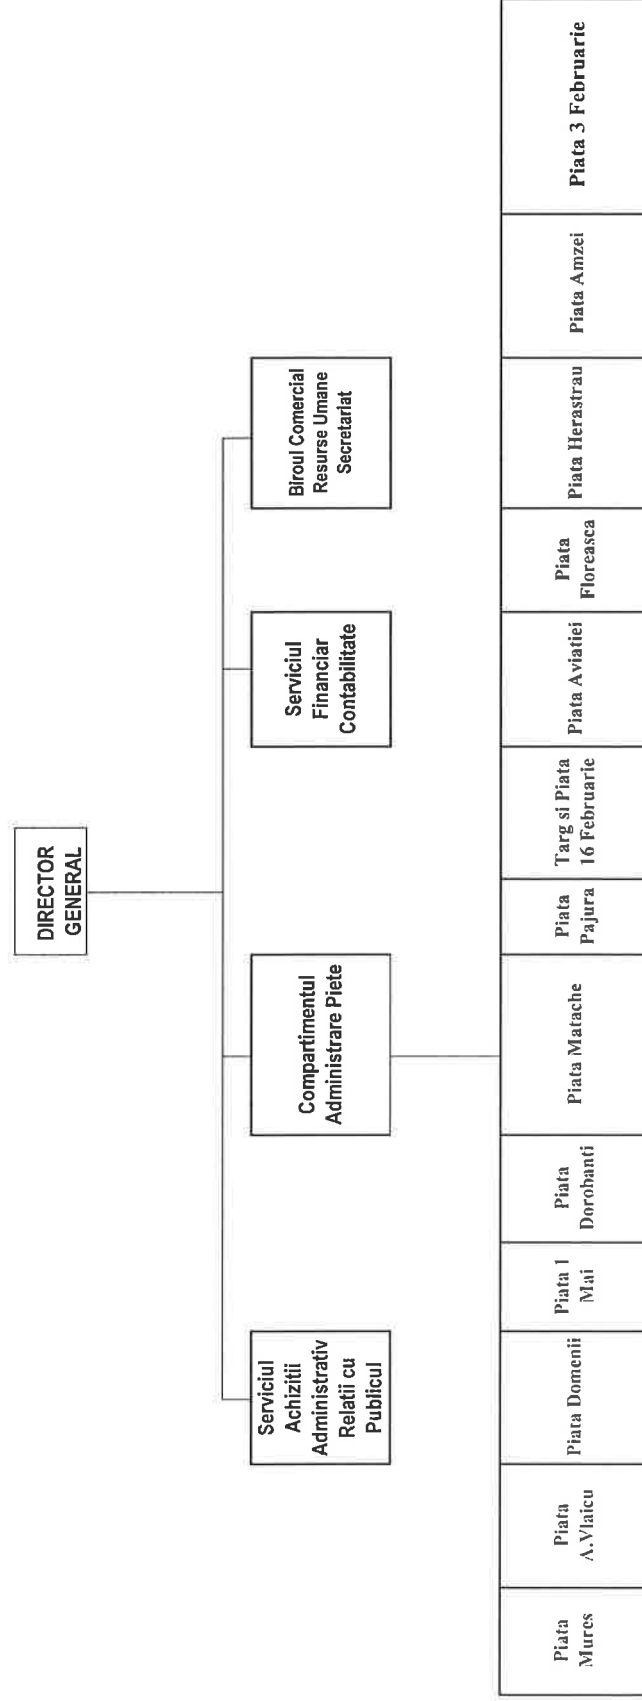 DIRECTOR
GENERAL
Serviciul
Achizitii
Administrativ
Relatii cu
Publicul
Compartimentul
Administrare Piete
Serviciul
Financiar
Contabilitate
Biroul Comercial
Resurse Umane
Secretariat
Piata
Mures
Piata
A.Vlaicu
Piata Domenii
Piata 1
Mai
Piata
Dorobanti
Piata Matache
Piata
Pajura
Targ si Piata
16 Februarie
Piata Aviatiei
Piata
Floreasca
Piata Herastrau
Piata Amzei
Piata 3 Februarie